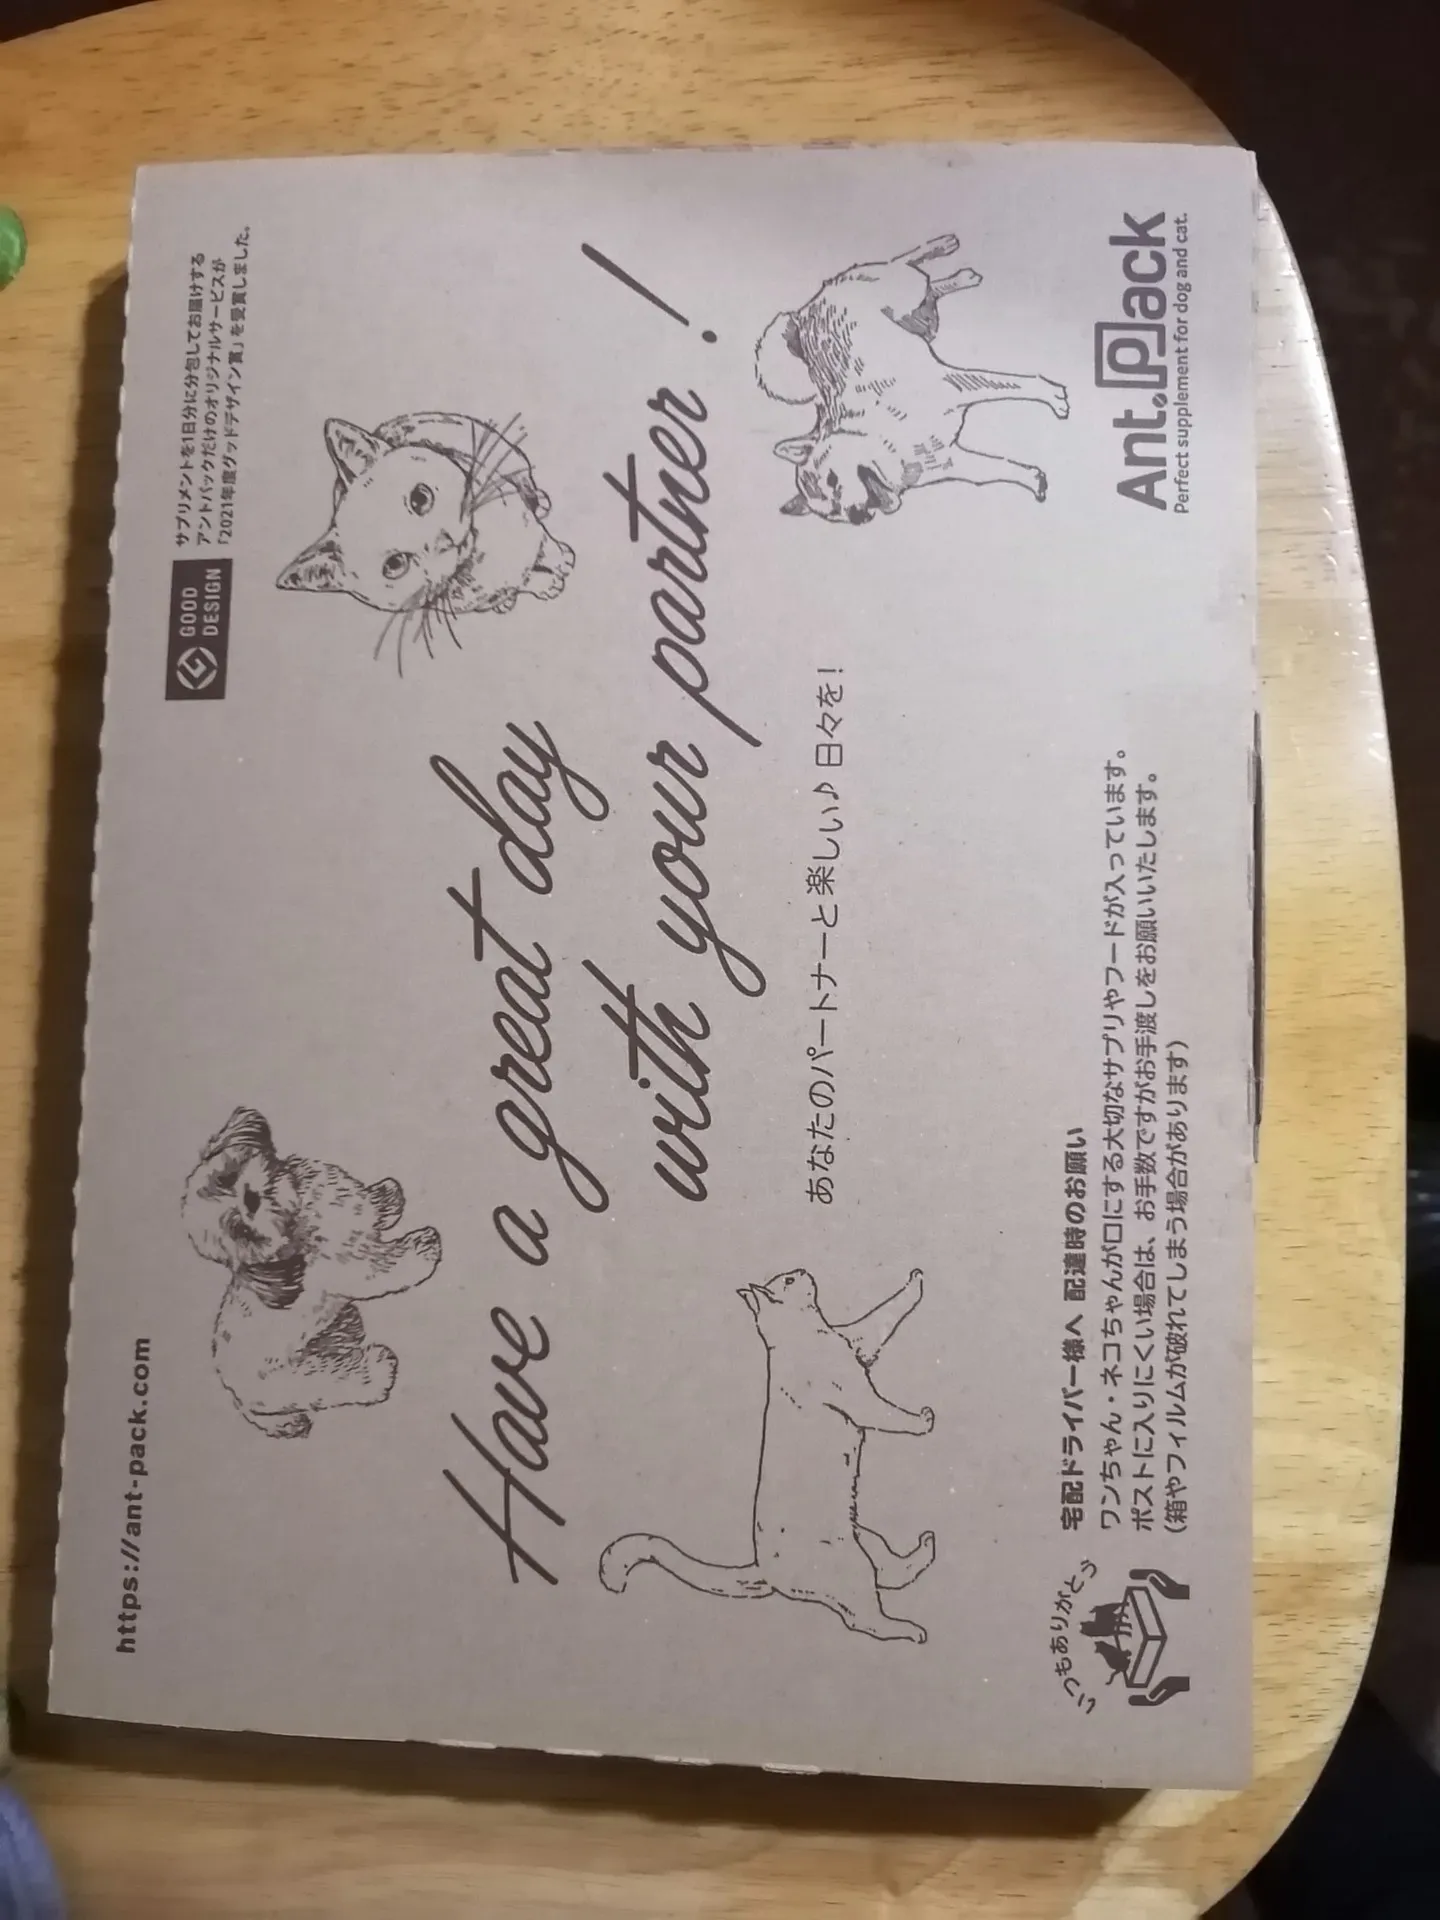 https://ant-pack.com
GOOD
DESIGN
サプリメントを1日分に分包してお届けする
アントパックだけのオリジナルサービスが
「2021年度グッドデザイン賞」を受賞しました。
Have a great day
with your partner!
あなたのパートナーと楽しい♪日々を!
いつもありがとう
宅配ドライバー様へ 配達時のお願い
ワンちゃん・ネコちゃんが口にする大切なサプリやフードが入っています。
ポストに入りにくい場合は、お手数ですがお手渡しをお願いいたします。
(箱やフィルムが破れてしまう場合があります)
Ant.Pack
Perfect supplement for dog and cat.